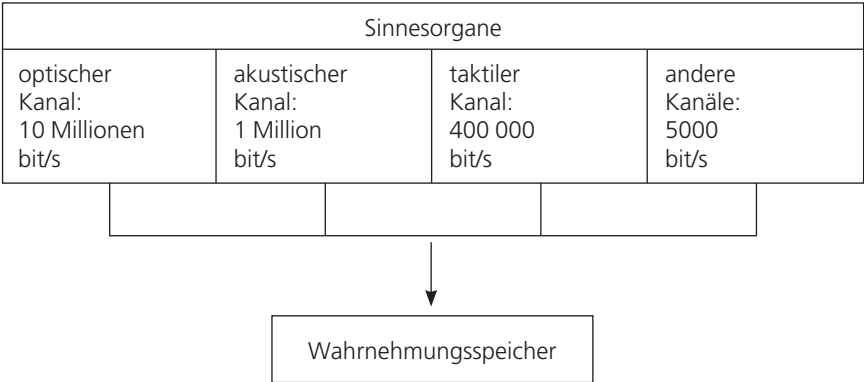 Sinnesorgane
optischer
Kanal:
10 Millionen
bit/s
akustischer
Kanal:
1 Million
bit/s
taktiler
Kanal:
400 000
bit/s
andere
Kanäle:
5000
bit/s
Wahrnehmungsspeicher